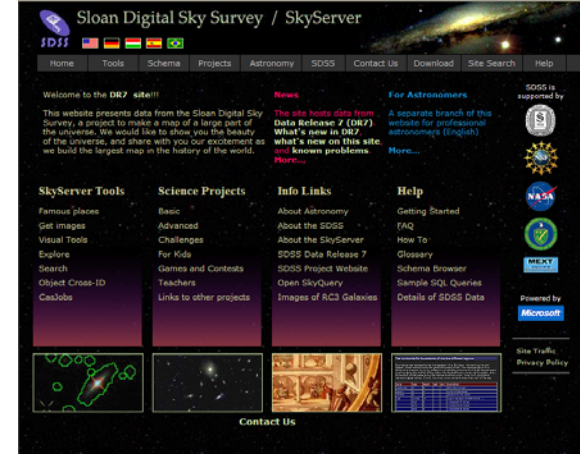 Sloan Digital Sky Survey / SkyServer
SDSS
Home Tools Schema Projects Astronomy SDSS Contact Us Download Site Search Help
Welcome to the DR7 site!!!
This website presents data from the Sloan Digital Sky
Survey, a project to make a map of a large part of
the universe. We would like to show you the beauty
of the universe, and share with you our excitement as
we build the largest map in the history of the world.
News
The site hosts data from
Data Release 7 (DR7).
What's new in DR7,
what's new on this site,
and known problems.
More...
For Astronomers
A separate branch of this
website for professional
astronomers (English)
More...
SDSS is
supported by
NASA
MEXT
Powered by
Microsoft
Site Traffic
Privacy Policy
SkyServer Tools
Famous places
Get images
Visual Tools
Explore
Search
Object Cross-ID
CasJobs
Science Projects
Basic
Advanced
Challenges
For Kids
Games and Contests
Teachers
Links to other projects
Info Links
About Astronomy
About the SDSS
About the SkyServer
SDSS Data Release 7
SDSS Project Website
Open SkyQuery
Images of RC3 Galaxies
Help
Getting Started
FAQ
How To
Glossary
Schema Browser
Sample SQL Queries
Details of SDSS Data
Contact Us